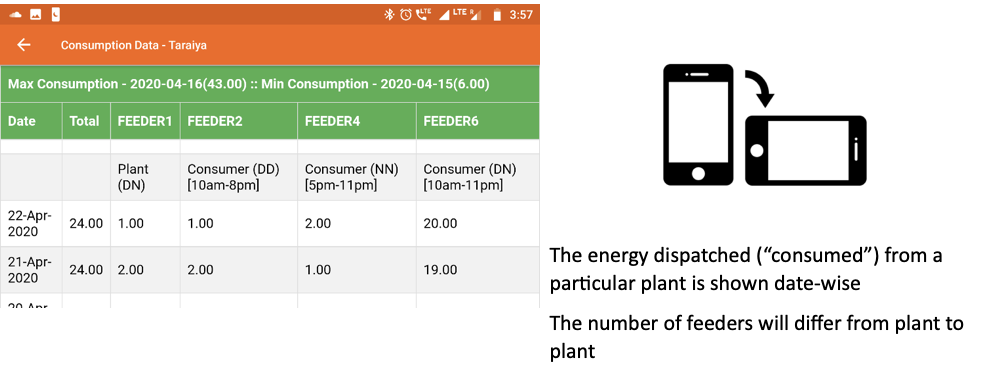 LTE LTE R 3:57
Consumption Data - Taraiya
Max Consumption - 2020-04-16(43.00) :: Min Consumption - 2020-04-15(6.00)
Date Total FEEDER1 FEEDER2 FEEDER4 FEEDER6
Plant Consumer (DD) Consumer (NN) Consumer (DN)
(DN) [10am-8pm] [5pm-11pm] [10am-11pm]
22-Apr-
2020 24.00 1.00 1.00 2.00 20.00
21-Apr-
2020 24.00 2.00 2.00 1.00 19.00
The energy dispatched (“consumed”) from a
particular plant is shown date-wise
The number of feeders will differ from plant to
plant